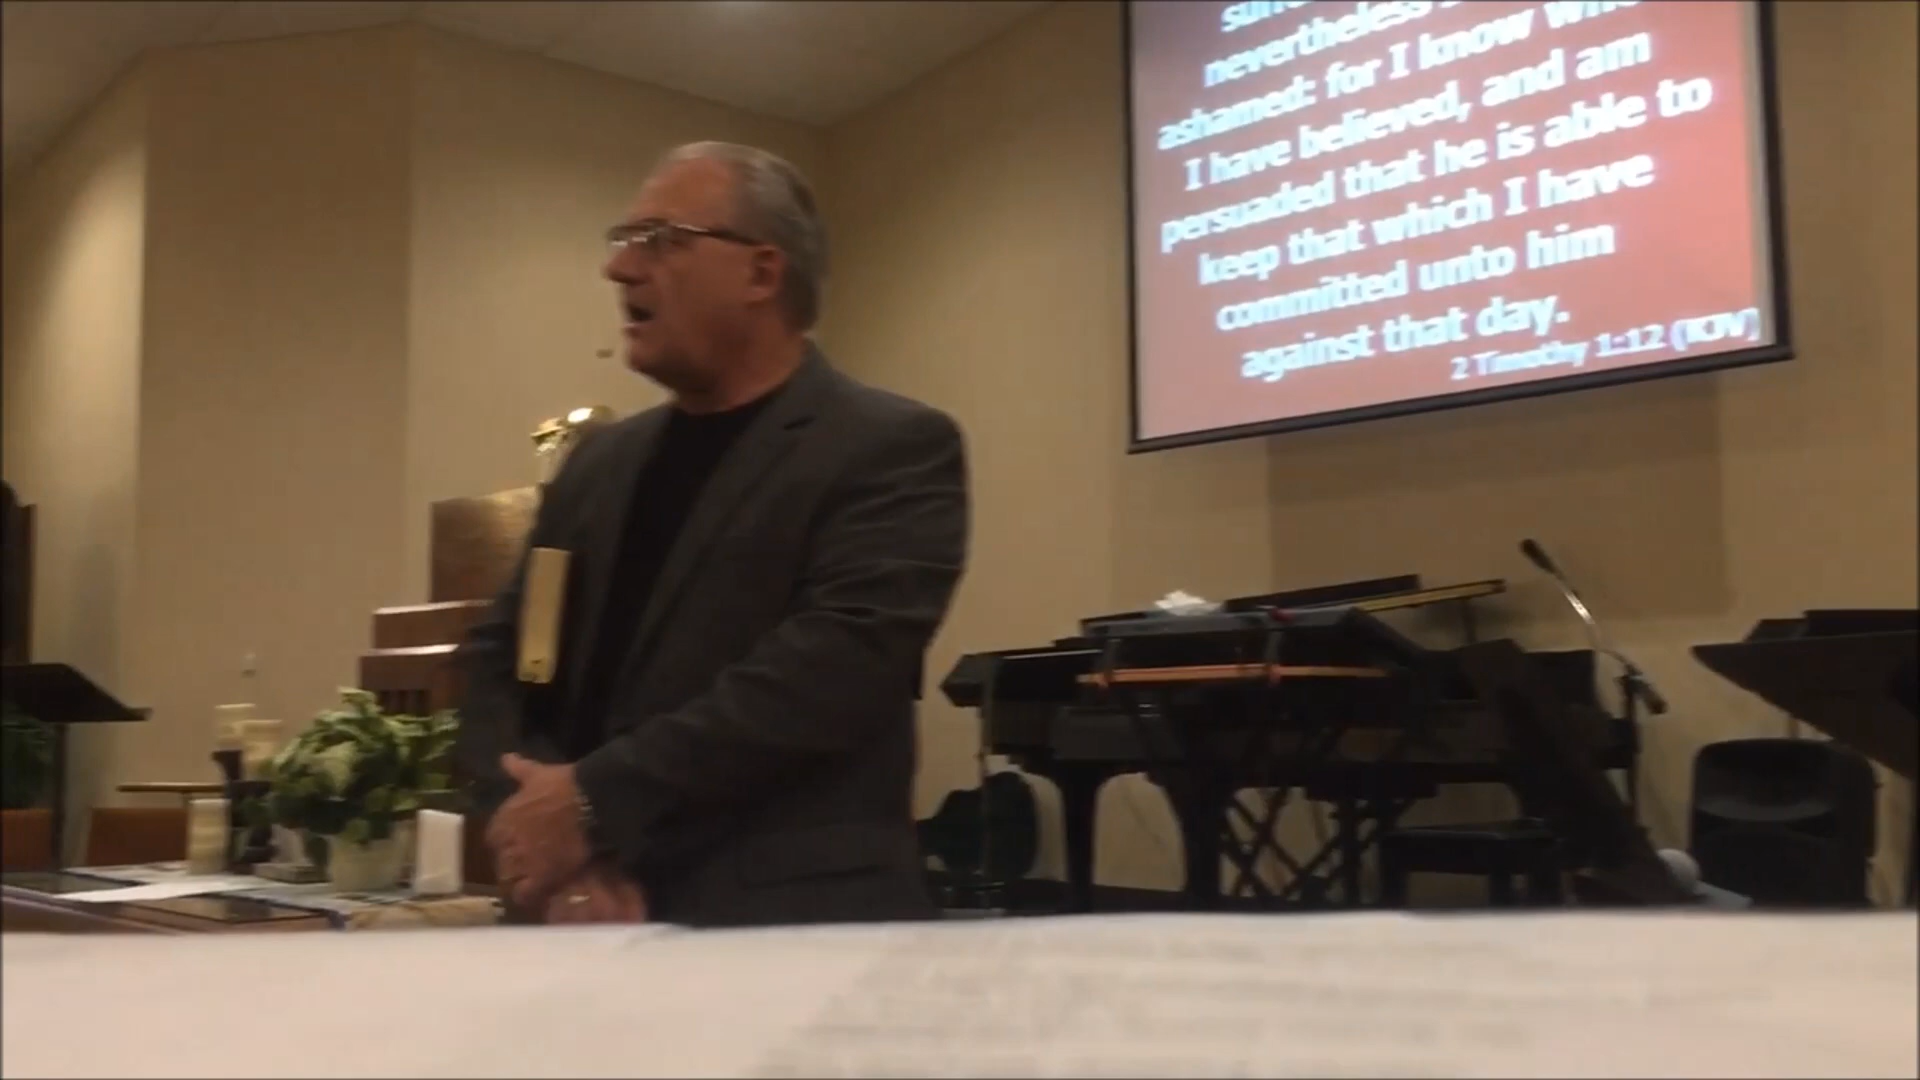 nevertheless
ashamed: for I know
I have believed, and am
persuaded that he is able to
keep that which I have
committed unto him
against that day.
2 Timothy 1:12 (KJV)